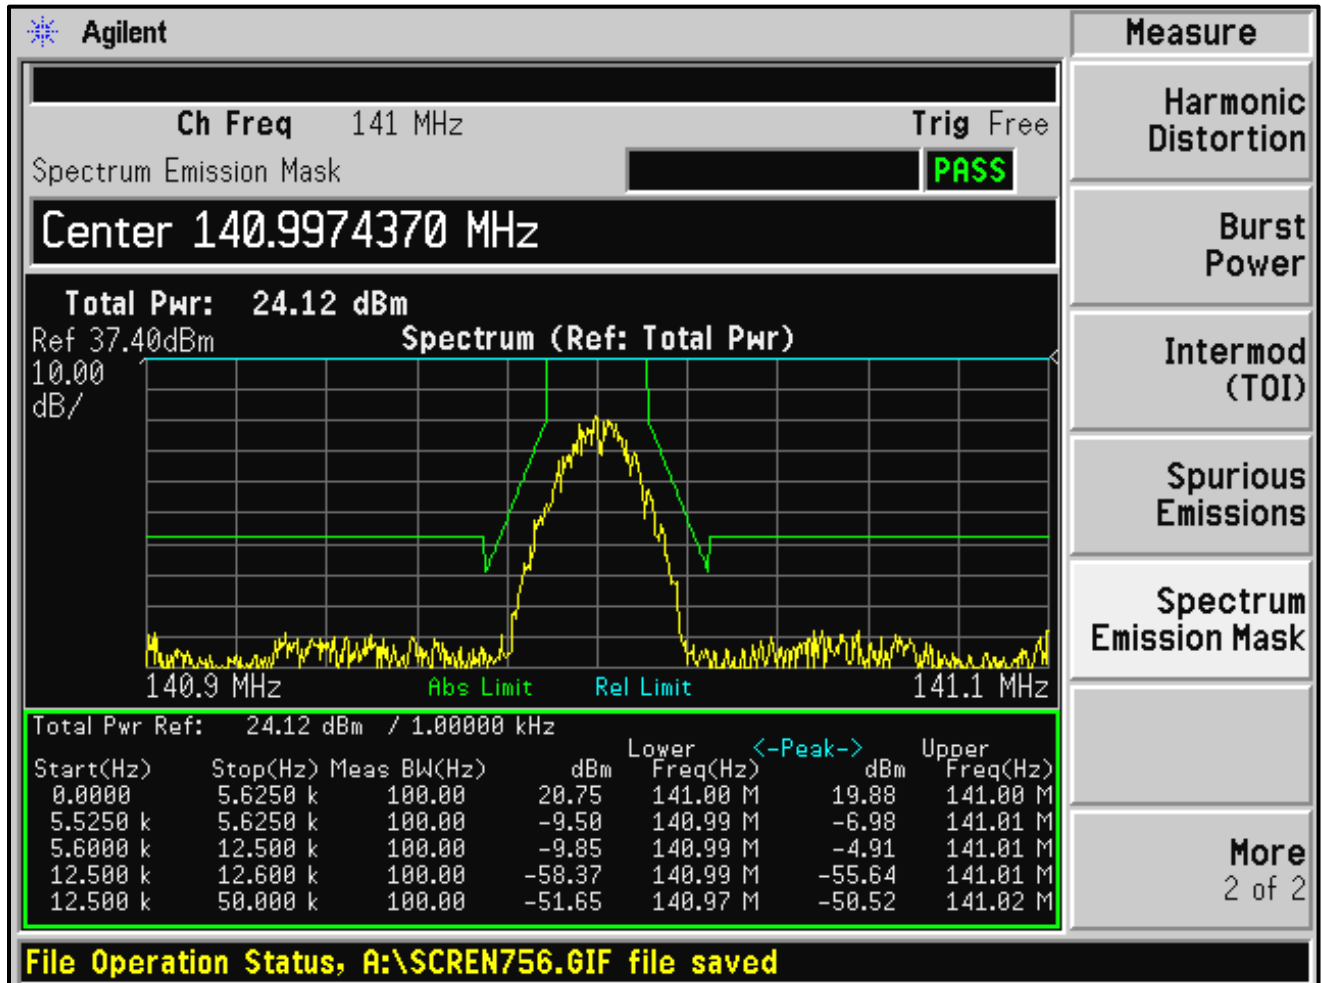 Agilent
Measure
Ch Freq 141 MHz Trig Free
Spectrum Emission Mask PASS
Center 140.9974370 MHz
Total Pwr: 24.12 dBm
Ref 37.40dBm Spectrum (Ref: Total Pwr)
10.00
dB/
140.9 MHz Abs Limit Rel Limit 141.1 MHz
Total Pwr Ref: 24.12 dBm / 1.00000 kHz
Lower <-Peak-> Upper
Start(Hz) Stop(Hz) Meas BW(Hz) dBm Freq(Hz) dBm Freq(Hz)
0.0000 5.6250 k 100.00 20.75 141.00 M 19.88 141.00 M
5.5250 k 5.6250 k 100.00 -9.50 140.99 M -6.98 141.01 M
5.6000 k 12.500 k 100.00 -9.85 140.99 M -4.91 141.01 M
12.500 k 12.600 k 100.00 -58.37 140.99 M -55.64 141.01 M
12.500 k 50.000 k 100.00 -51.65 140.97 M -50.52 141.02 M
Harmonic
Distortion
Burst
Power
Intermod
(TOI)
Spurious
Emissions
Spectrum
Emission Mask
More
2 of 2
File Operation Status, A:\SCREN756.GIF file saved